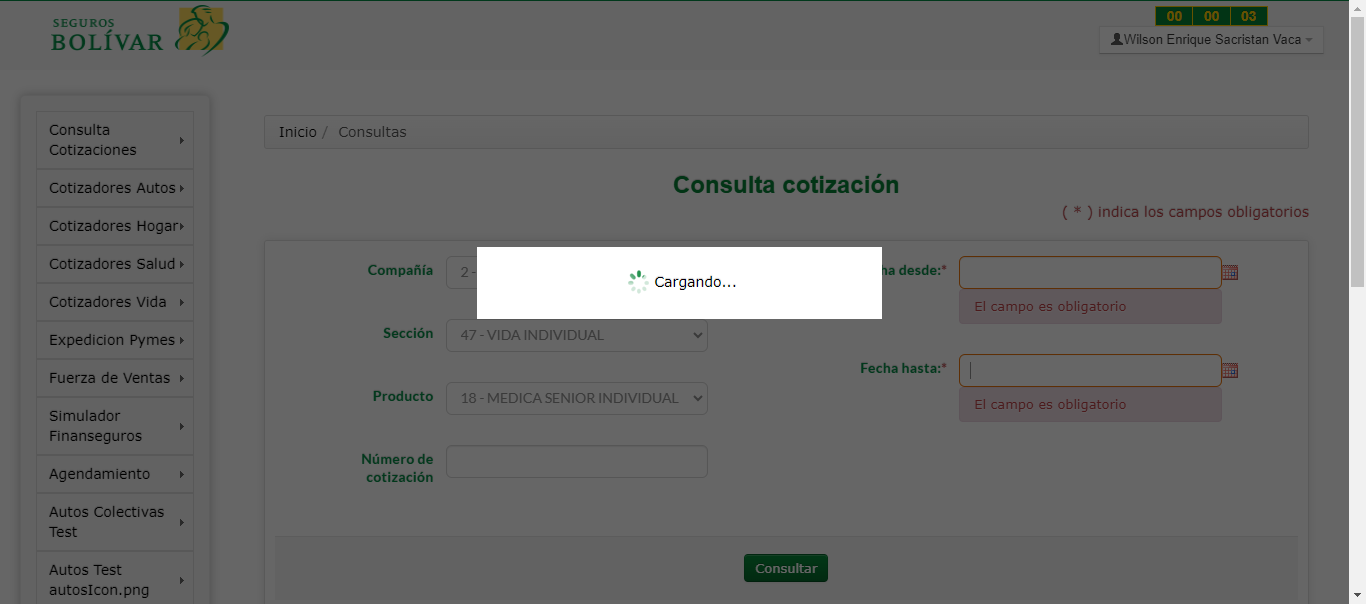 SEGUROS
BOLÍVAR
00 00 03
Wilson Enrique Sacristan Vaca
Consulta
Cotizaciones
Cotizadores Autos
Cotizadores Hogar
Cotizadores Salud
Cotizadores Vida
Expedicion Pymes
Fuerza de Ventas
Simulador
Finanseguros
Agendamiento
Autos Colectivas
Test
Autos Test
autosIcon.png
Inicio / Consultas
Consulta cotización
( * ) indica los campos obligatorios
Compañía
2 -
Sección
47 - VIDA INDIVIDUAL
Producto
18 - MEDICA SENIOR INDIVIDUAL
Número de
cotización
Cargando...
ha desde:*
El campo es obligatorio
Fecha hasta:*
El campo es obligatorio
Consultar